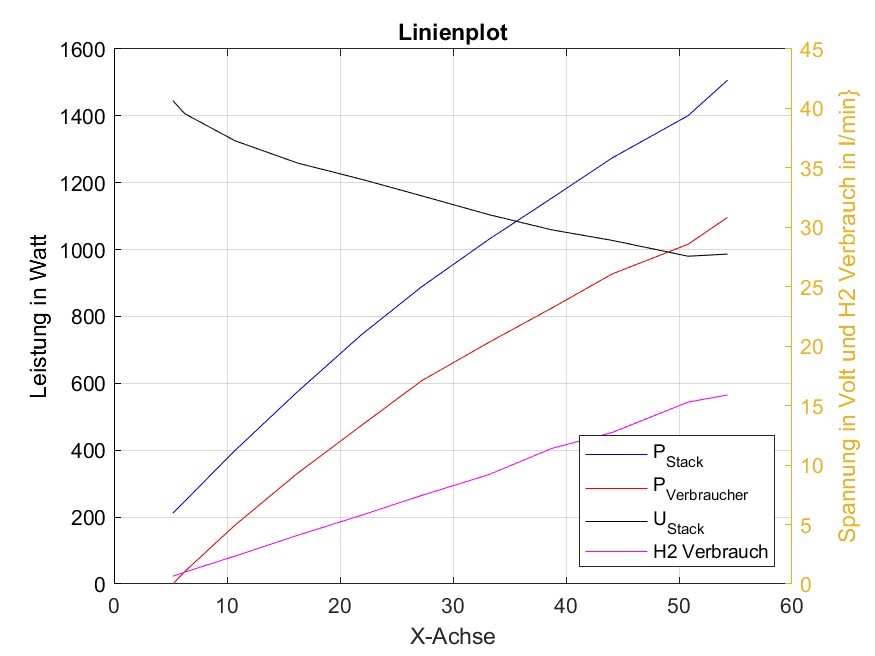 Linienplot
Leistung in Watt
1600
1400
1200
1000
800
600
400
200
0
0 10 20 30 40 50 60
X-Achse
45
40
35
30
25
20
15
10
5
0
Spannung in Volt und H2 Verbrauch in l/min}
P_Stack
P_Verbraucher
U_Stack
H2 Verbrauch